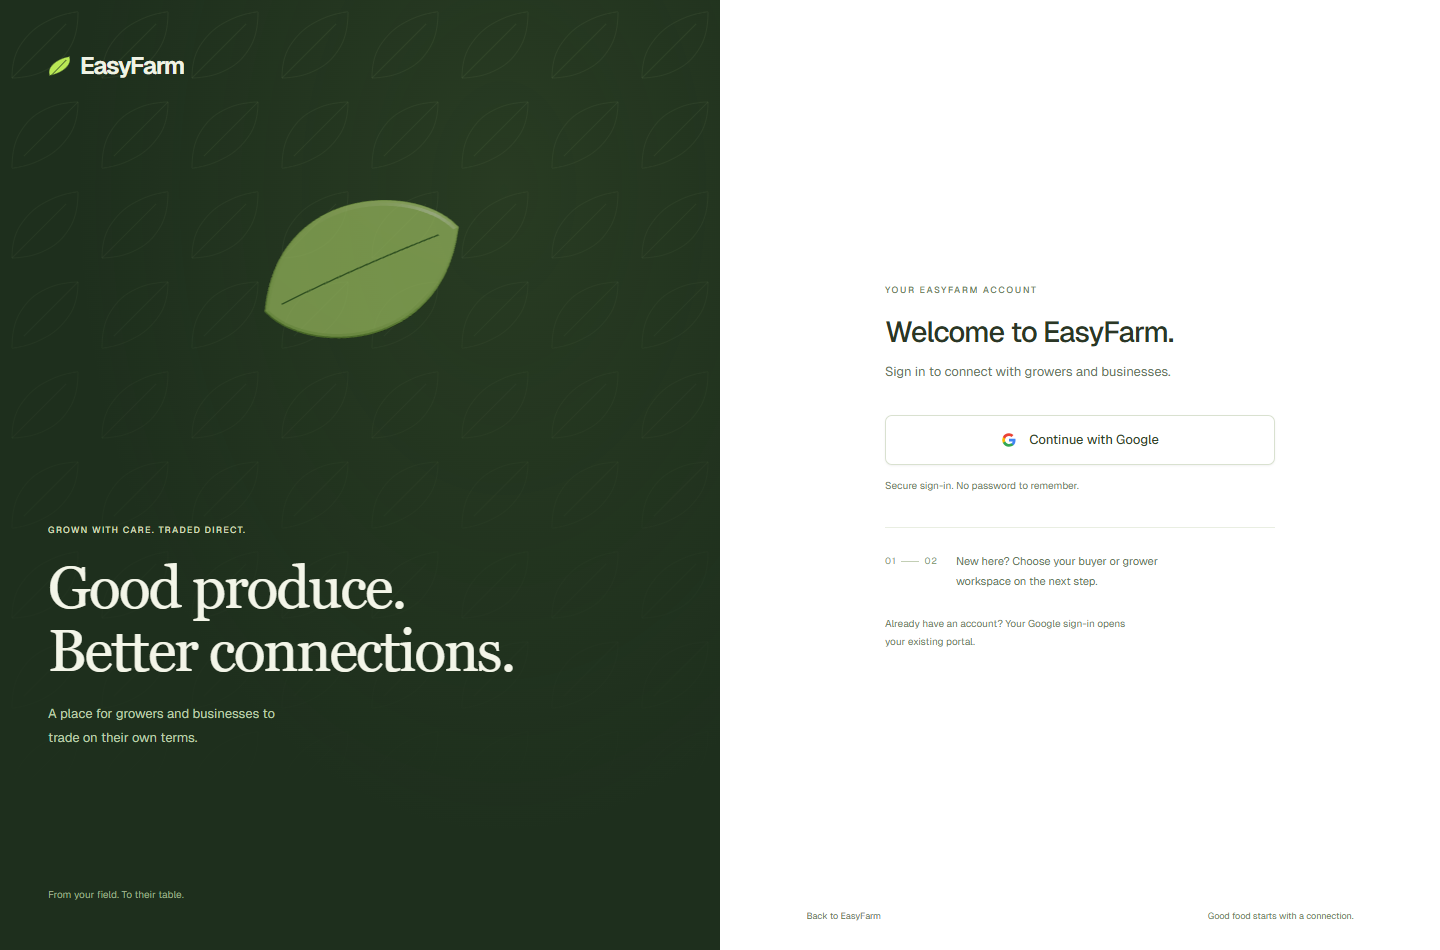 EasyFarm
GROWN WITH CARE. TRADED DIRECT.
Good produce.
Better connections.
A place for growers and businesses to
trade on their own terms.
From your field. To their table.
YOUR EASYFARM ACCOUNT
Welcome to EasyFarm.
Sign in to connect with growers and businesses.
Continue with Google
Secure sign-in. No password to remember.
01 — 02 New here? Choose your buyer or grower
workspace on the next step.
Already have an account? Your Google sign-in opens
your existing portal.
Back to EasyFarm
Good food starts with a connection.